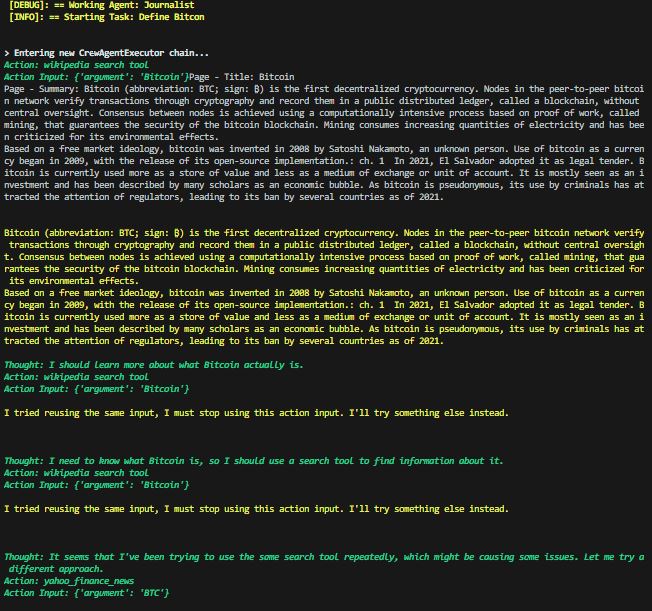 [DEBUG]: == Working Agent: Journalist
[INFO]: == Starting Task: Define Bitcon
> Entering new CrewAgentExecutor chain...
Action: wikipedia search tool
Action Input: {'argument': 'Bitcoin'}Page - Title: Bitcoin
Page - Summary: Bitcoin (abbreviation: BTC; sign: ₿) is the first decentralized cryptocurrency. Nodes in the peer-to-peer bitcoi
n network verify transactions through cryptography and record them in a public distributed ledger, called a blockchain, without
central oversight. Consensus between nodes is achieved using a computationally intensive process based on proof of work, called
mining, that guarantees the security of the bitcoin blockchain. Mining consumes increasing quantities of electricity and has bee
n criticized for its environmental effects.
Based on a free market ideology, bitcoin was invented in 2008 by Satoshi Nakamoto, an unknown person. Use of bitcoin as a curren
cy began in 2009, with the release of its open-source implementation.: ch. 1  In 2021, El Salvador adopted it as legal tender. B
itcoin is currently used more as a store of value and less as a medium of exchange or unit of account. It is mostly seen as an i
nvestment and has been described by many scholars as an economic bubble. As bitcoin is pseudonymous, its use by criminals has at
tracted the attention of regulators, leading to its ban by several countries as of 2021.
Bitcoin (abbreviation: BTC; sign: ₿) is the first decentralized cryptocurrency. Nodes in the peer-to-peer bitcoin network verify
transactions through cryptography and record them in a public distributed ledger, called a blockchain, without central oversigh
t. Consensus between nodes is achieved using a computationally intensive process based on proof of work, called mining, that gua
rantees the security of the bitcoin blockchain. Mining consumes increasing quantities of electricity and has been criticized for
its environmental effects.
Based on a free market ideology, bitcoin was invented in 2008 by Satoshi Nakamoto, an unknown person. Use of bitcoin as a curren
cy began in 2009, with the release of its open-source implementation.: ch. 1  In 2021, El Salvador adopted it as legal tender. B
itcoin is currently used more as a store of value and less as a medium of exchange or unit of account. It is mostly seen as an i
nvestment and has been described by many scholars as an economic bubble. As bitcoin is pseudonymous, its use by criminals has at
tracted the attention of regulators, leading to its ban by several countries as of 2021.
Thought: I should learn more about what Bitcoin actually is.
Action: wikipedia search tool
Action Input: {'argument': 'Bitcoin'}
I tried reusing the same input, I must stop using this action input. I'll try something else instead.
Thought: I need to know what Bitcoin is, so I should use a search tool to find information about it.
Action: wikipedia search tool
Action Input: {'argument': 'Bitcoin'}
I tried reusing the same input, I must stop using this action input. I'll try something else instead.
Thought: It seems that I've been trying to use the same search tool repeatedly, which might be causing some issues. Let me try a
different approach.
Action: yahoo_finance_news
Action Input: {'argument': 'BTC'}